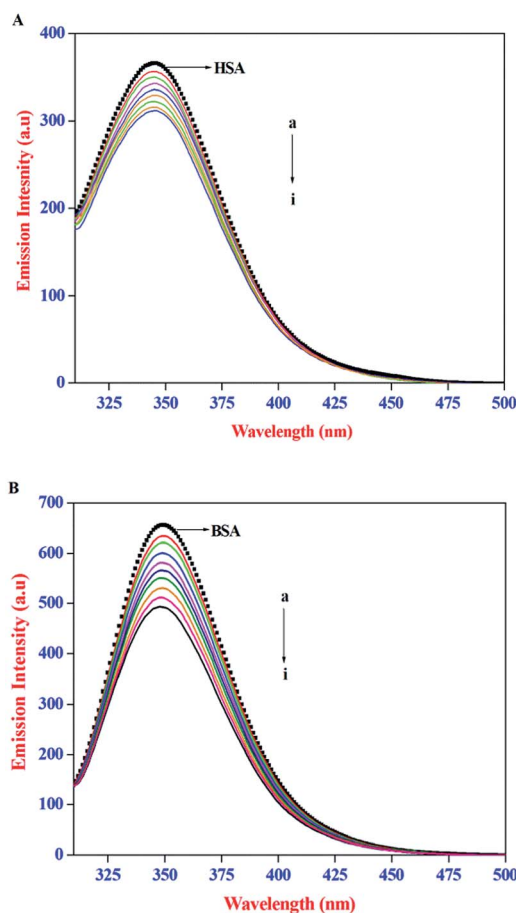 A
400
300
200
100
0
HSA
a
i
Emission Intesnity (a.u)
325 350 375 400 425 450 475 500
Wavelength (nm)
B
700
600
500
400
300
200
100
0
BSA
a
i
Emission Intensity (a.u)
325 350 375 400 425 450 475 500
Wavelength (nm)